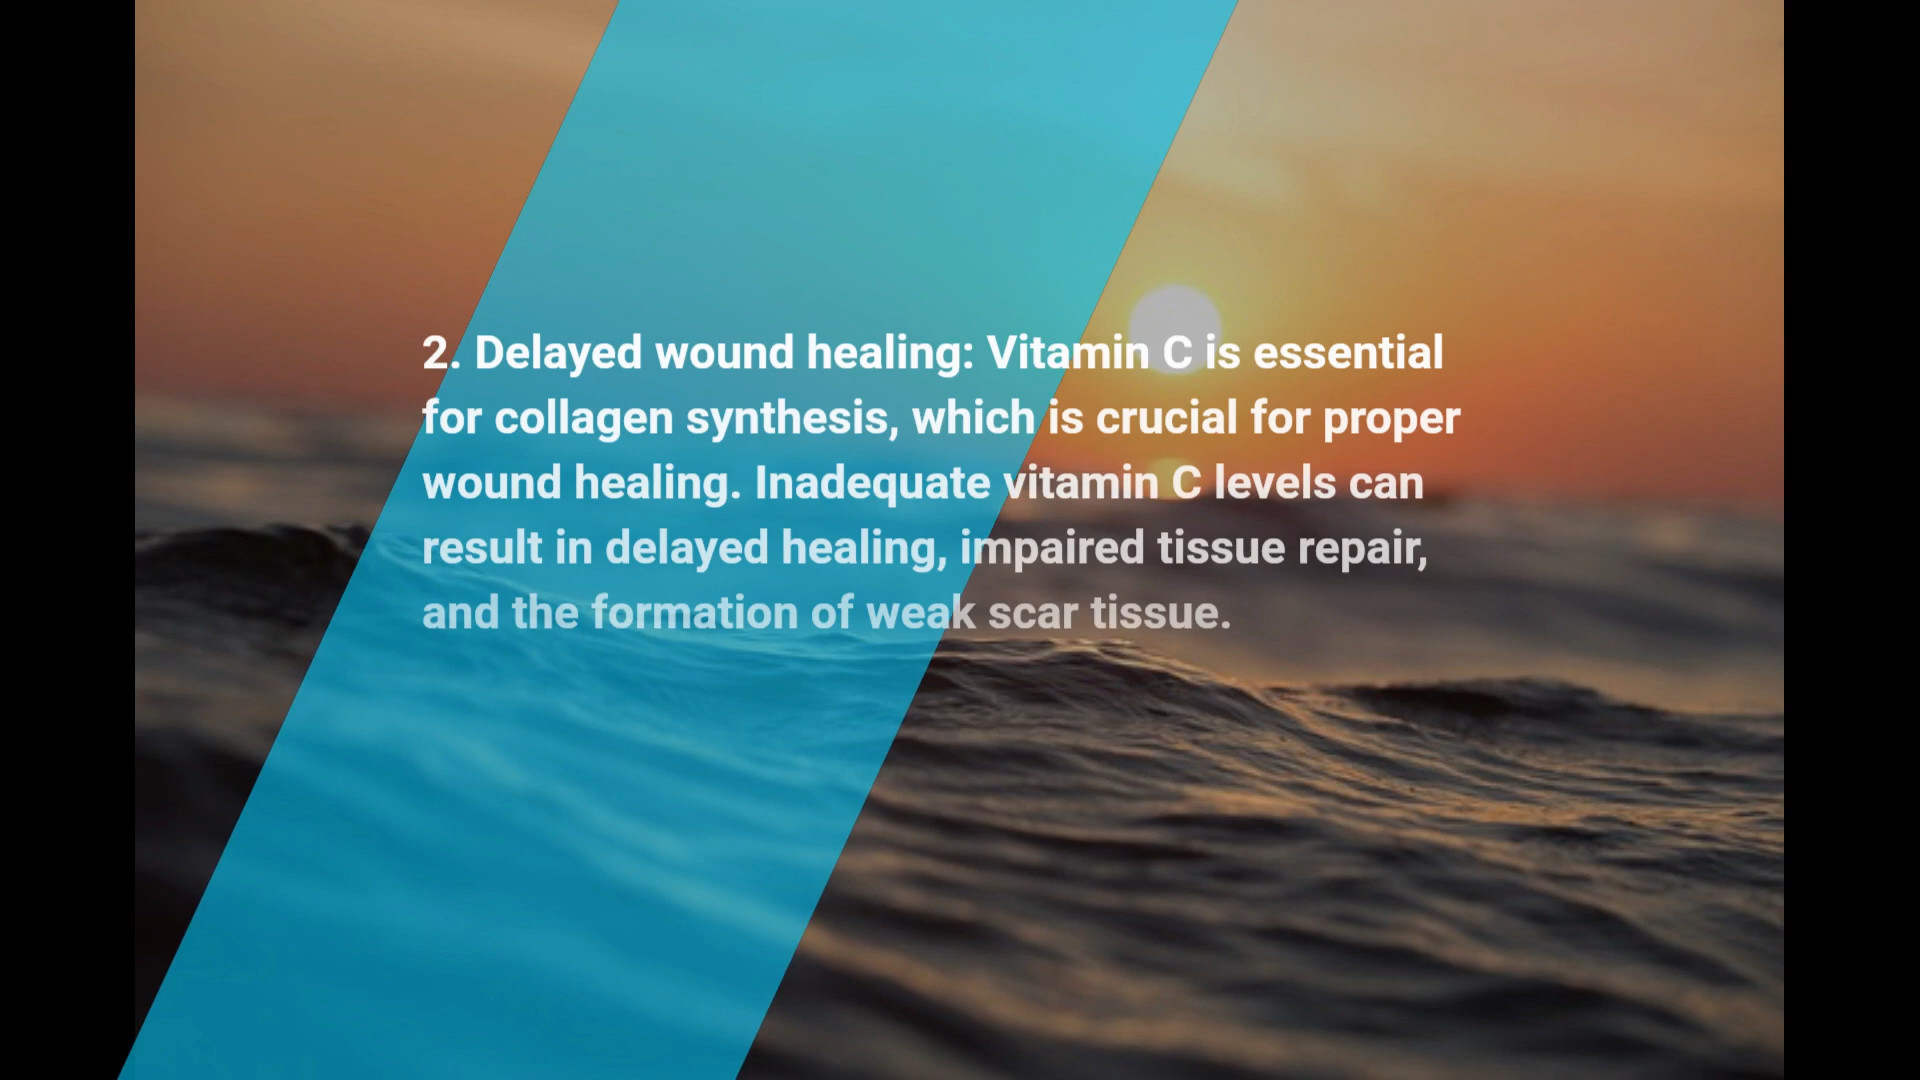 2. Delayed wound healing: Vitamin C is essential
for collagen synthesis, which is crucial for proper
wound healing. Inadequate vitamin C levels can
result in delayed healing, impaired tissue repair,
and the formation of weak scar tissue.